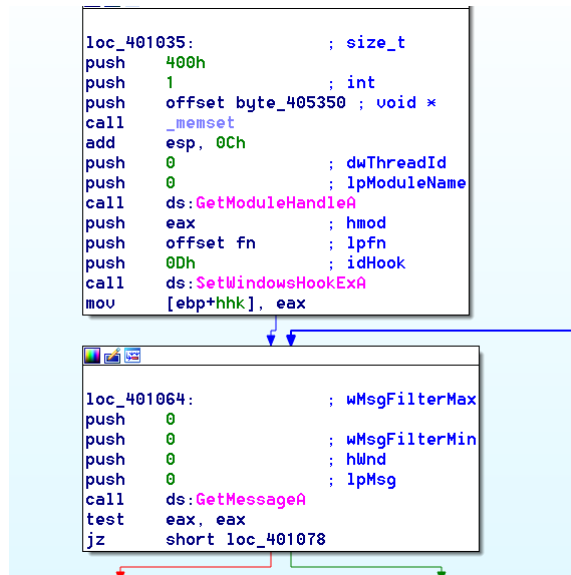 loc_401035: ; size_t
push 400h
push 1 ; int
push offset byte_405350 ; void *
call _memset
add esp, 0Ch
push 0 ; dwThreadId
push 0 ; lpModuleName
call ds:GetModuleHandleA
push eax ; hmod
push offset fn ; lpfn
push 0Dh ; idHook
call ds:SetWindowsHookExA
mov [ebp+hhk], eax
loc_401064: ; wMsgFilterMax
push 0
push 0 ; wMsgFilterMin
push 0 ; hWnd
push 0 ; lpMsg
call ds:GetMessageA
test eax, eax
jz short loc_401078